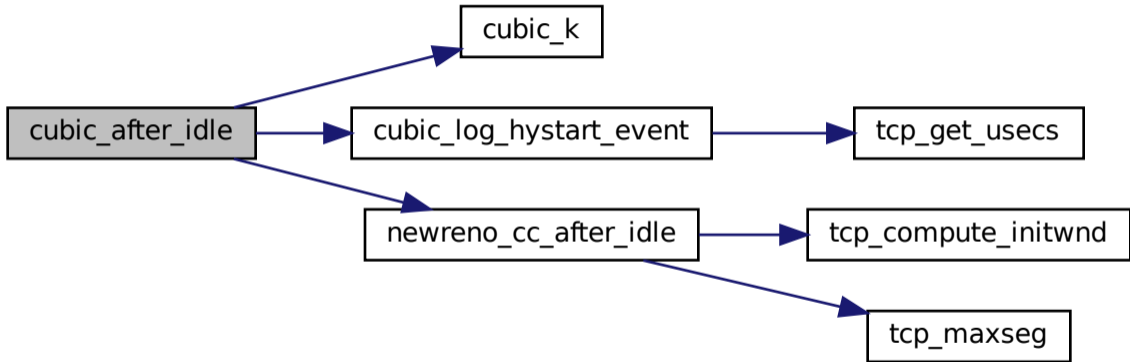 cubic_k
cubic_after_idle
cubic_log_hystart_event
tcp_get_usecs
newreno_cc_after_idle
tcp_compute_initwnd
tcp_maxseg